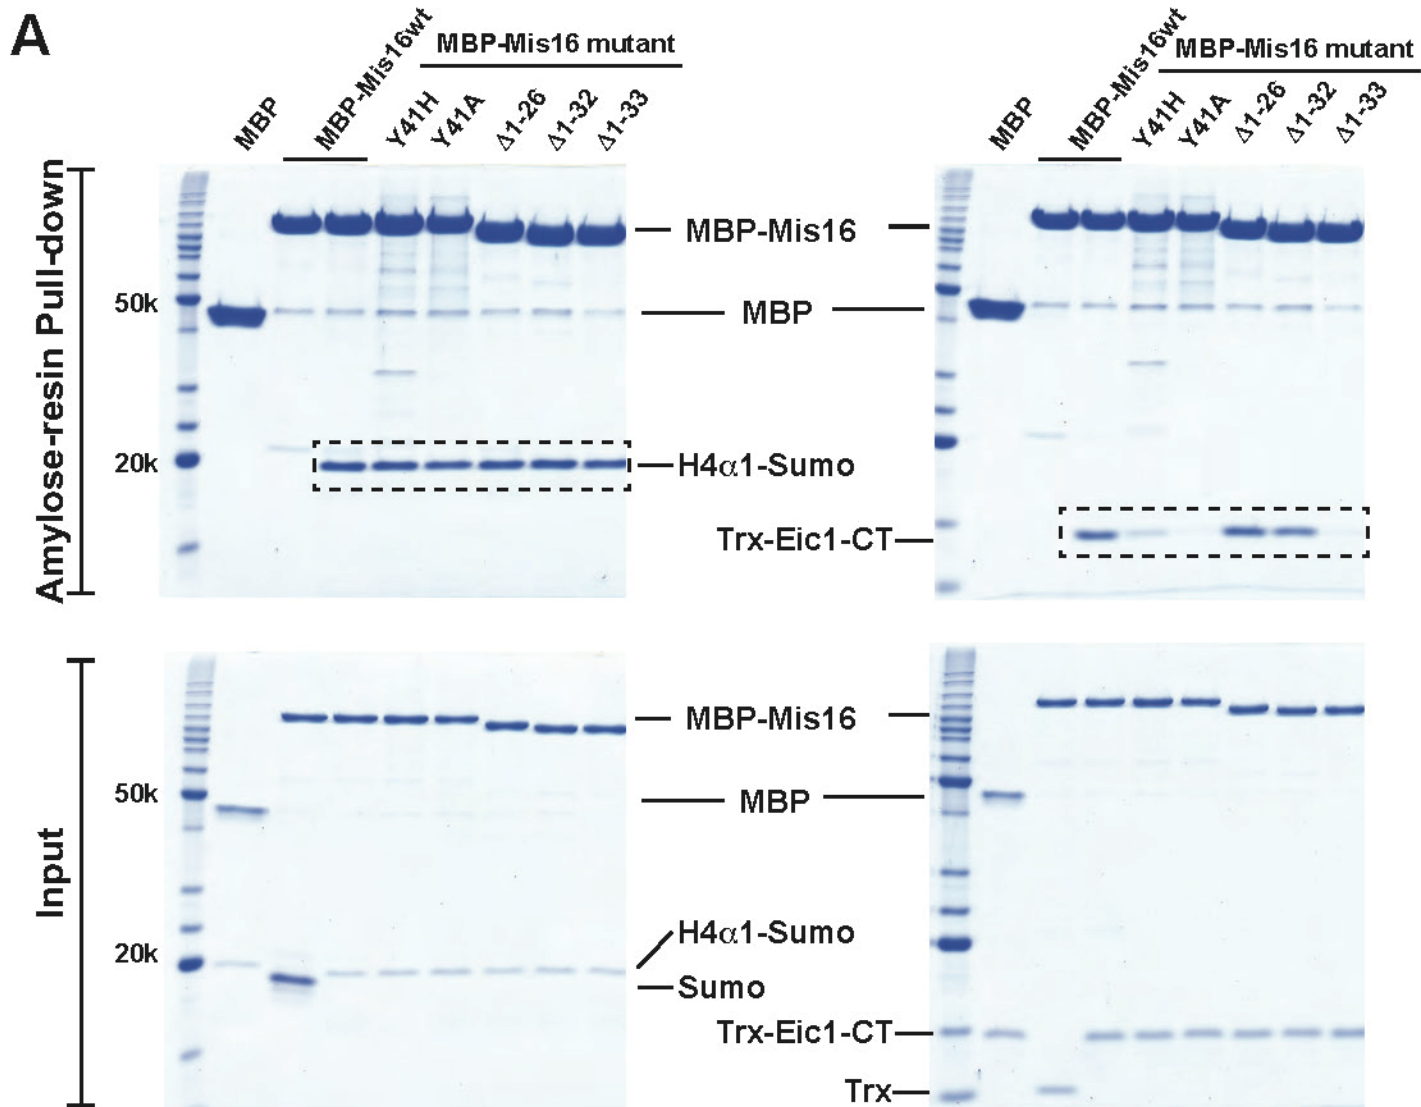 A
MBP
MBP-Mis16wt
MBP-Mis16 mutant
Y41H
Y41A
Δ1-26
Δ1-32
Δ1-33
MBP
MBP-Mis16wt
MBP-Mis16 mutant
Y41H
Y41A
Δ1-26
Δ1-32
Δ1-33
Amylose-resin Pull-down
50k
20k
MBP-Mis16
MBP
H4α1-Sumo
Trx-Eic1-CT
Input
50k
20k
MBP-Mis16
MBP
H4α1-Sumo
Sumo
Trx-Eic1-CT
Trx